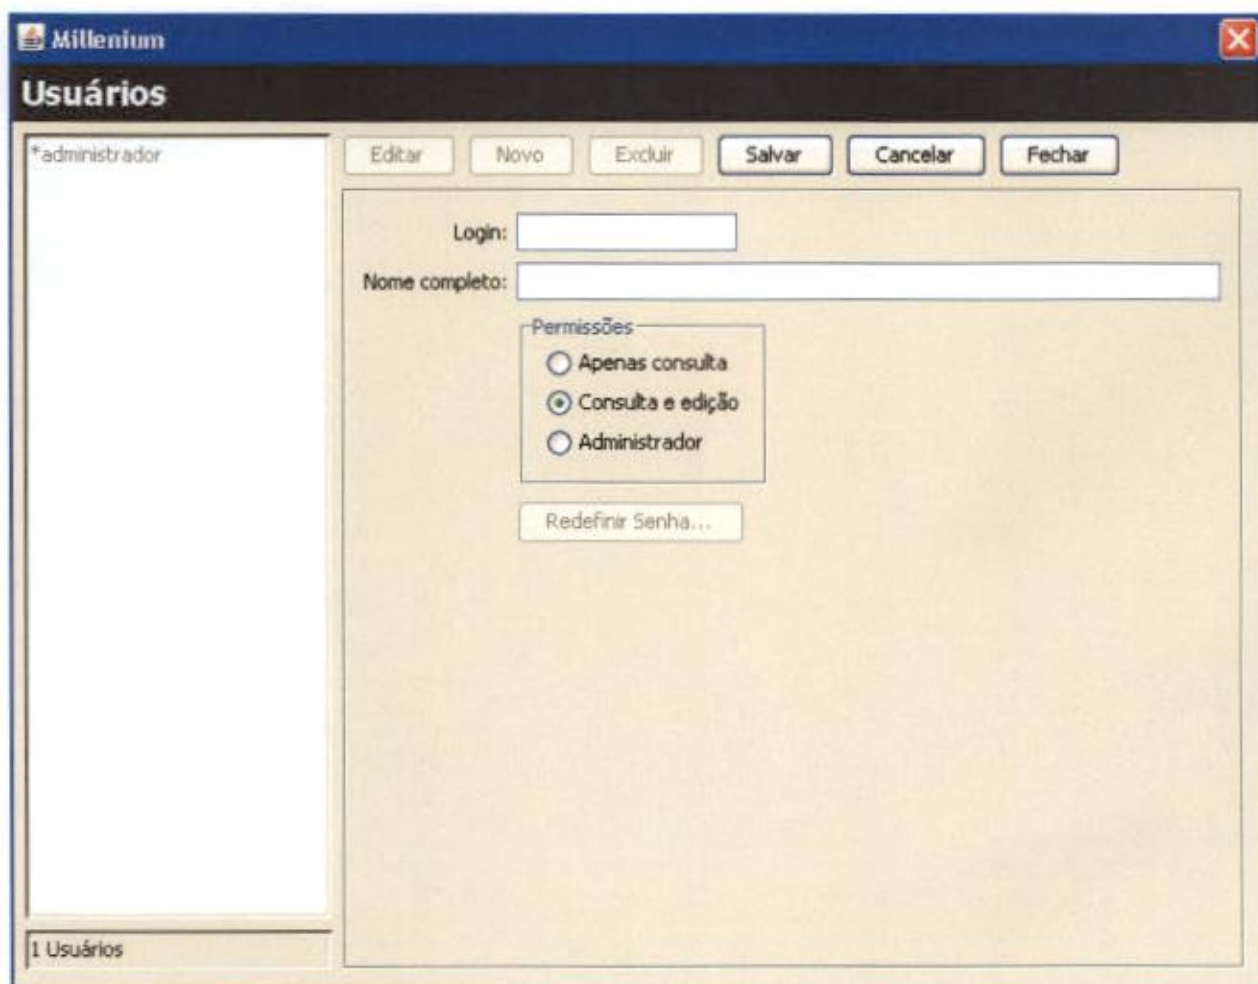 Millenium
Usuários
*administrador
Editar Novo Excluir Salvar Cancelar Fechar
Login:
Nome completo:
Permissões
Apenas consulta
Consulta e edição
Administrador
Redefinir Senha...
1 Usuários